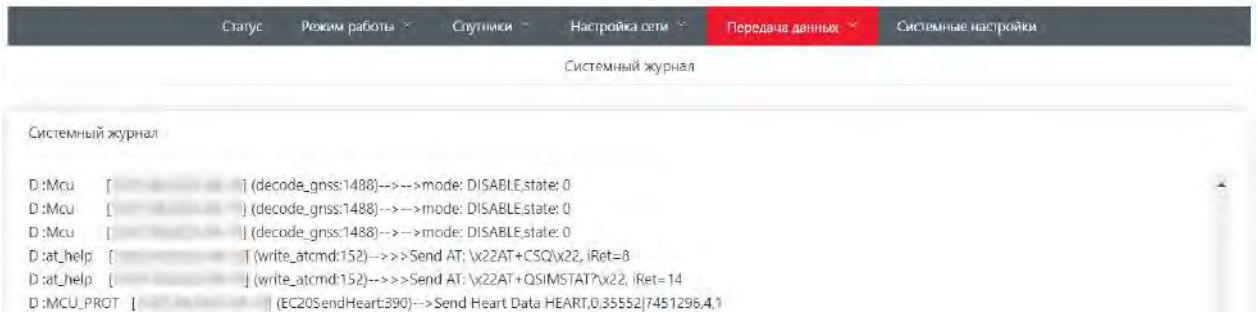 Статус Режим работы Спутники Настройка сети Передача данных Системные настройки
Системный журнал
Системный журнал
D :Mcu [ ] (decode_gnss:1488)-->-->mode: DISABLE,state: 0
D :Mcu [ ] (decode_gnss:1488)-->-->mode: DISABLE,state: 0
D :Mcu [ ] (decode_gnss:1488)-->-->mode: DISABLE,state: 0
D :at_help [ ] (write_atcmd:152)-->>>Send AT: \x22AT+CSQ\x22, iRet=8
D :at_help [ ] (write_atcmd:152)-->>>Send AT: \x22AT+QSIMSTAT?\x22, iRet=14
D :MCU_PROT [ ] (EC20SendHeart:390)-->Send Heart Data HEART,0,35552|7451296,4,1